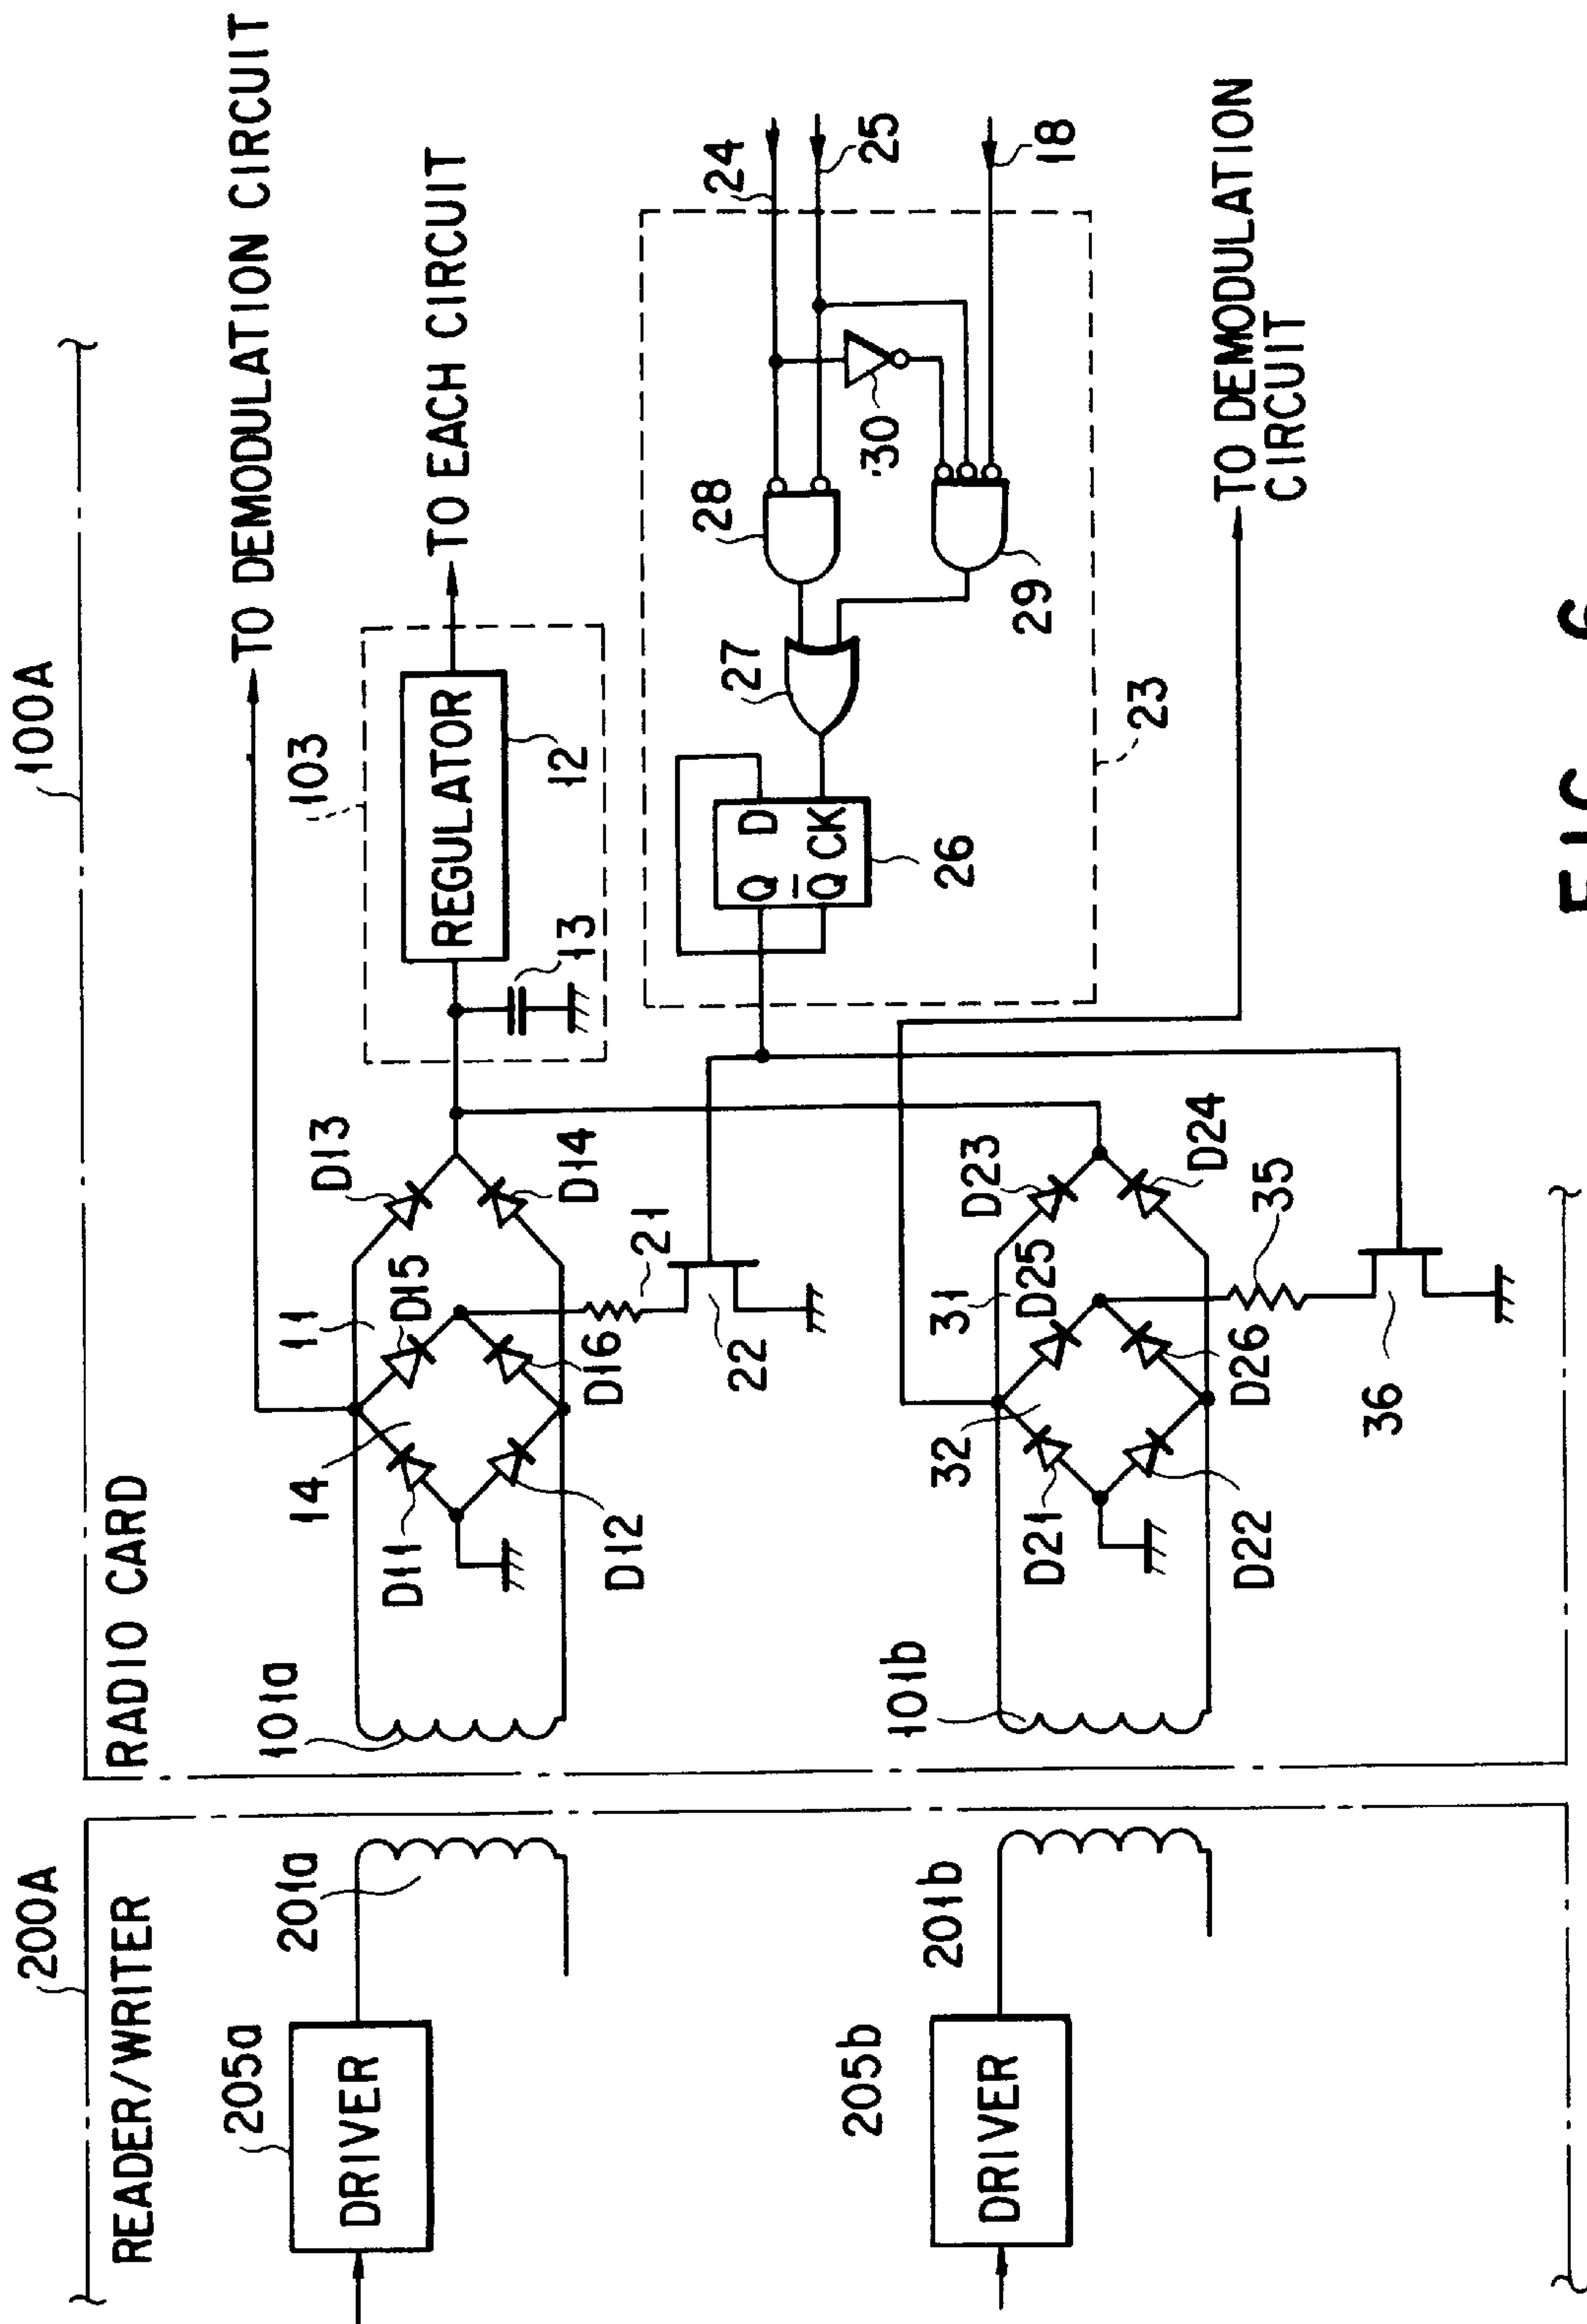 200A
READER/WRITER
205a
DRIVER
201a
205b
DRIVER
201b
100A
RADIO CARD
101a
14
11
D11
D12
D15
D16
D13
D14
21
22
TO DEMODULATION CIRCUIT
103
REGULATOR
12
13
TO EACH CIRCUIT
101b
32
31
D21
D22
D25
D26
D23
D24
35
36
Q D
Q̅ CK
26
27
28
29
30
23
24
25
18
TO DEMODULATION
CIRCUIT